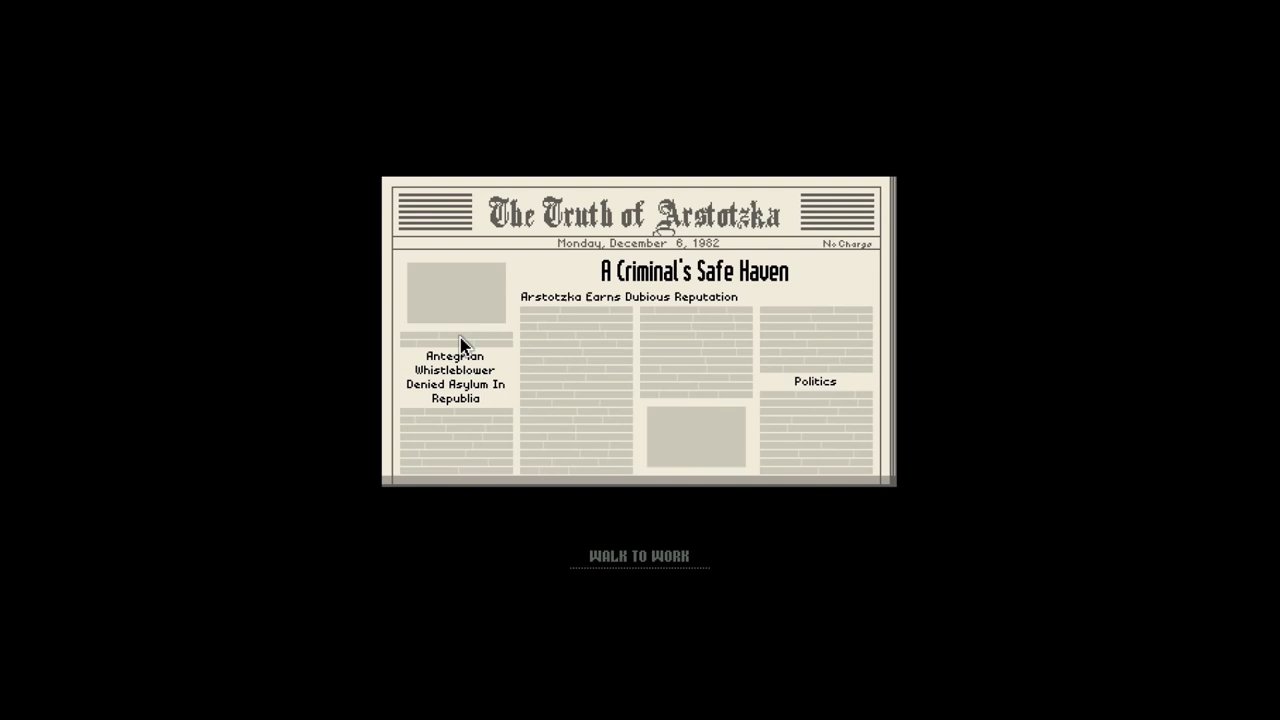 The Truth of Arstotzka
Monday, December 6, 1982
No Charge
A Criminal's Safe Haven
Arstotzka Earns Dubious Reputation
Antegrian
Whistleblower
Denied Asylum In
Republia
Politics
WALK TO WORK